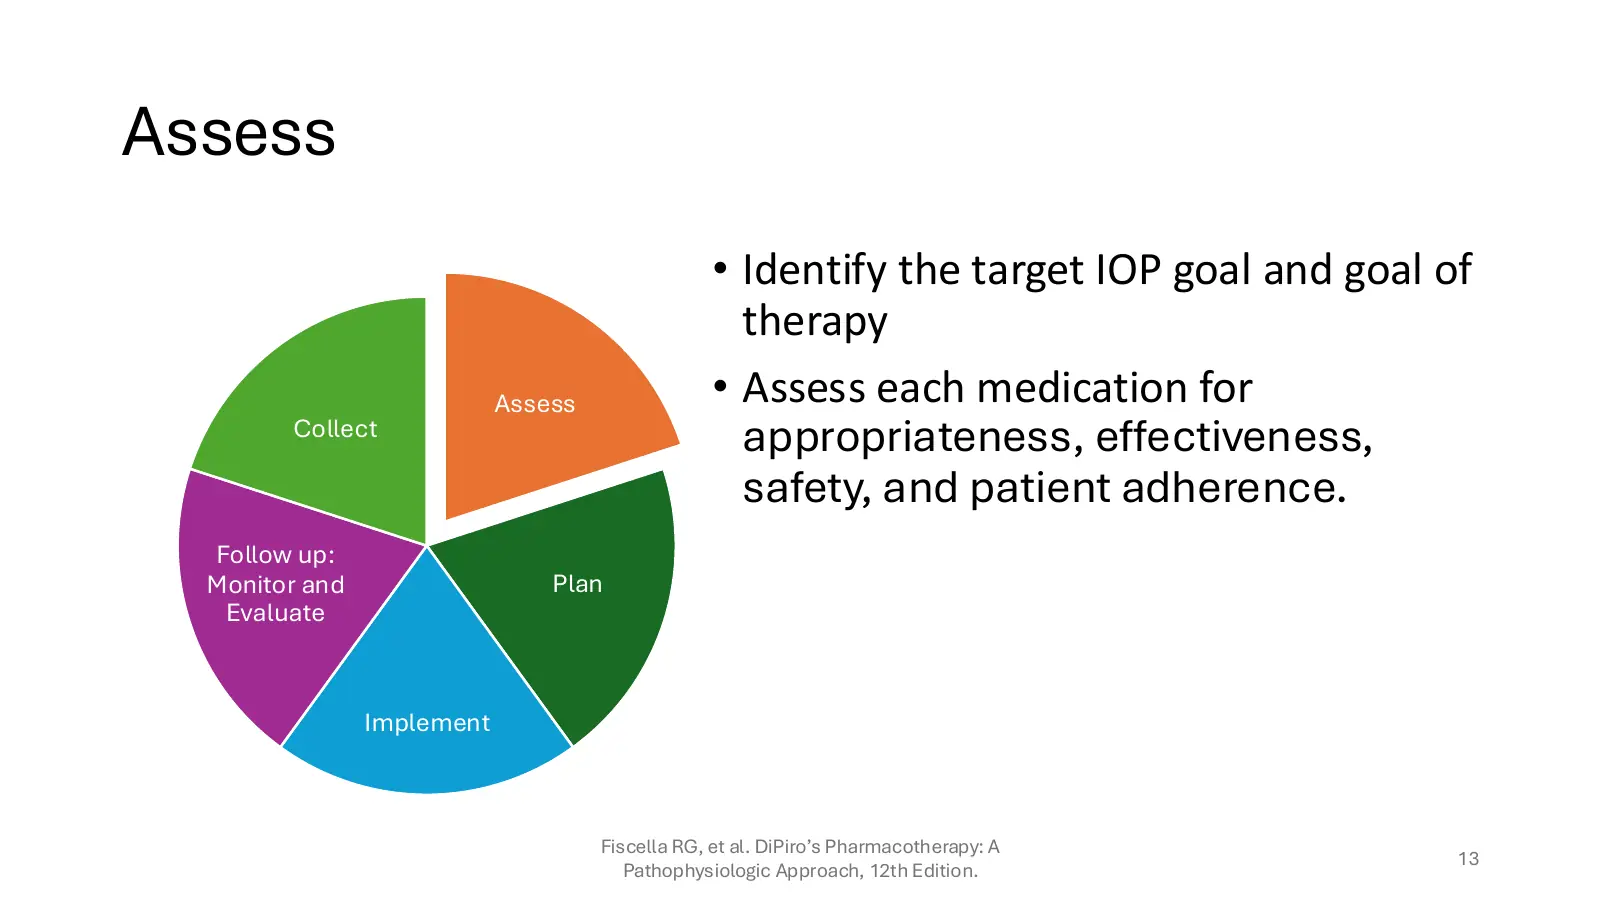 Assess
Collect
Assess
Follow up:
Monitor and
Evaluate
Plan
Implement
• Identify the target IOP goal and goal of
therapy
• Assess each medication for
appropriateness, effectiveness,
safety, and patient adherence.
Fiscella RG, et al. DiPiro’s Pharmacotherapy: A
Pathophysiologic Approach, 12th Edition.
13